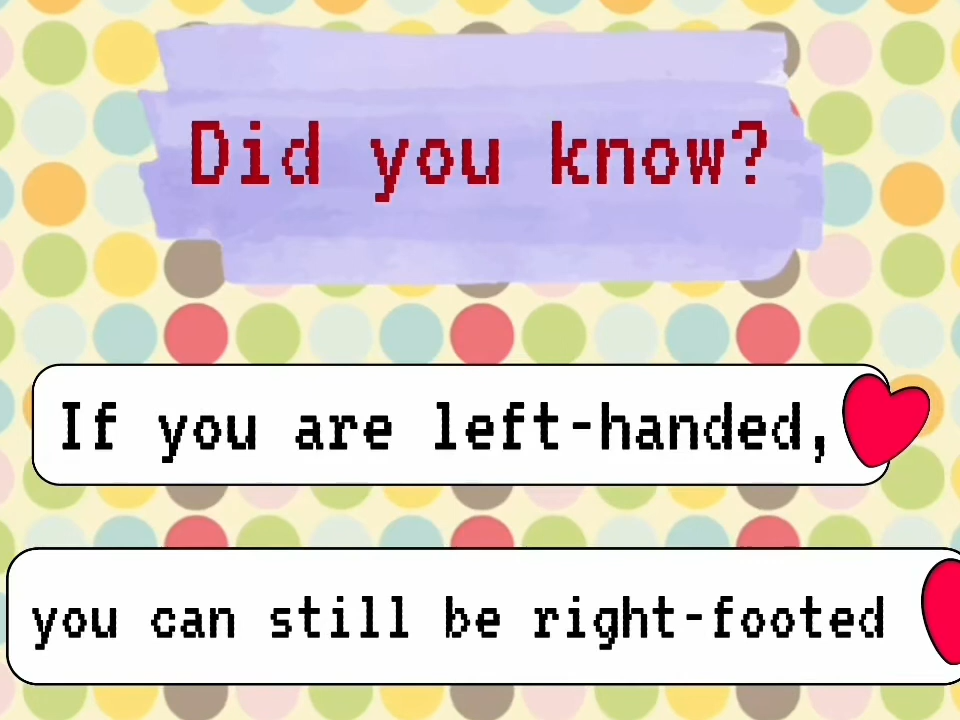 Did you know?
If you are left-handed,
you can still be right-footed